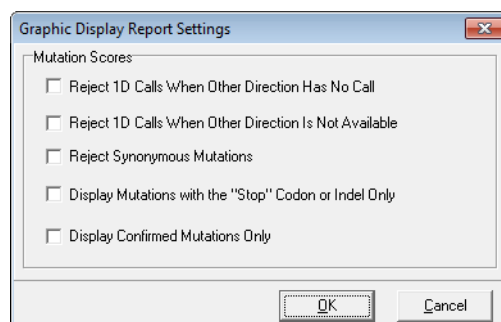 Graphic Display Report Settings
Mutation Scores
Reject 1D Calls When Other Direction Has No Call
Reject 1D Calls When Other Direction Is Not Available
Reject Synonymous Mutations
Display Mutations with the "Stop" Codon or Indel Only
Display Confirmed Mutations Only
OK Cancel